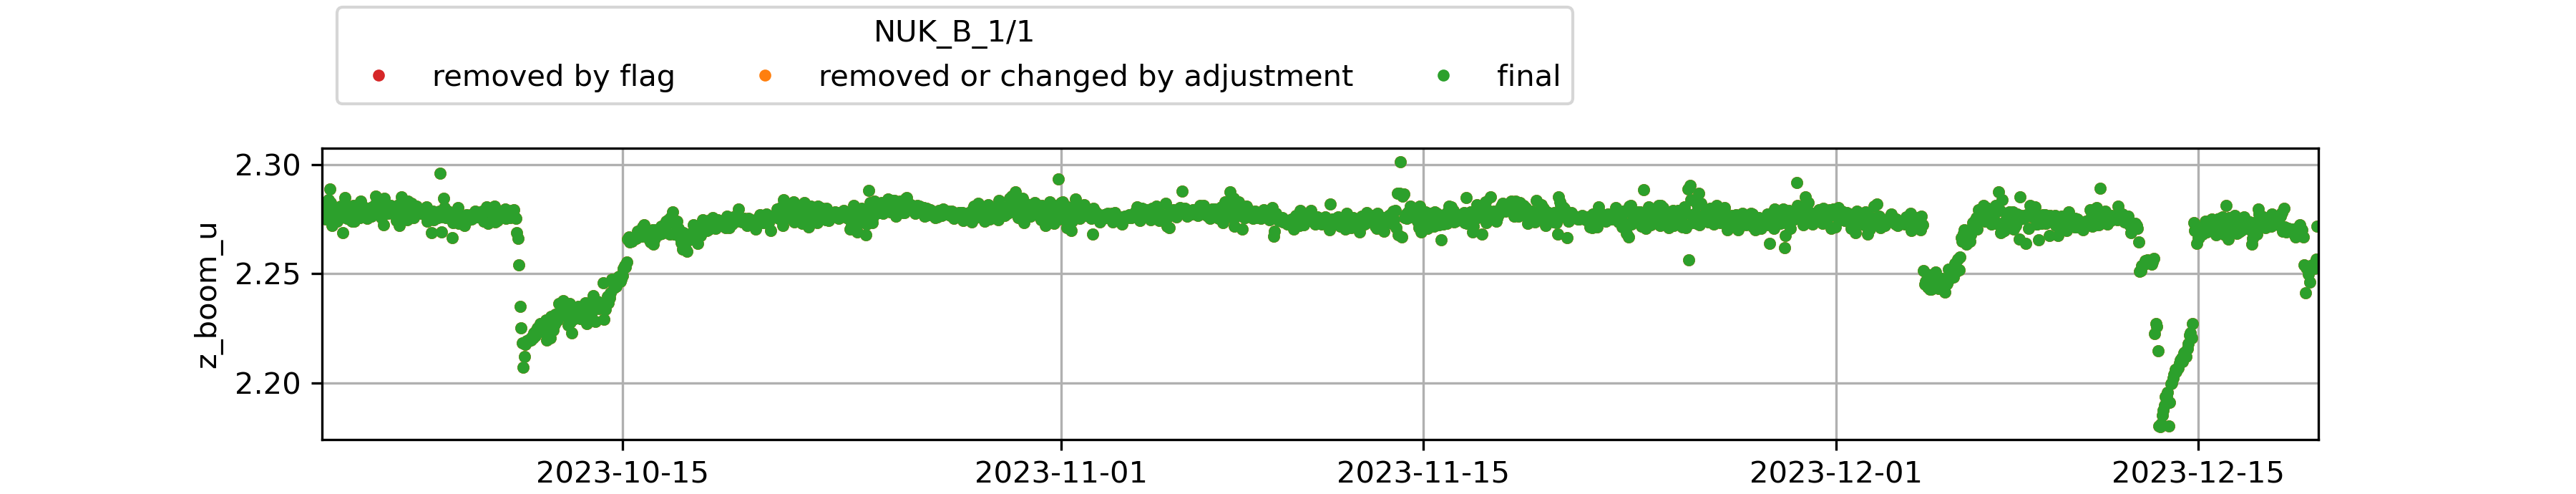 NUK_B_1/1
removed by flag
removed or changed by adjustment
final
z_boom_u
2.30
2.25
2.20
2023-10-15
2023-11-01
2023-11-15
2023-12-01
2023-12-15